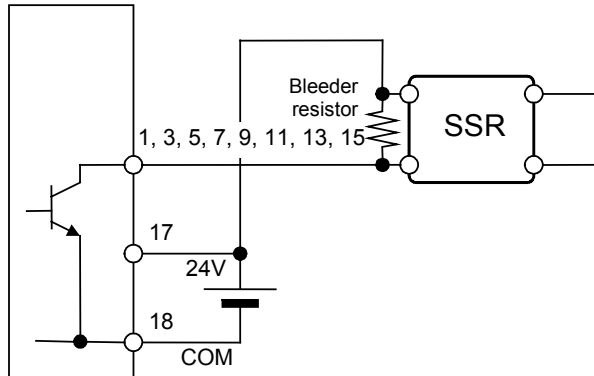 Bleeder
resistor
SSR
1, 3, 5, 7, 9, 11, 13, 15
17
24V
18
COM